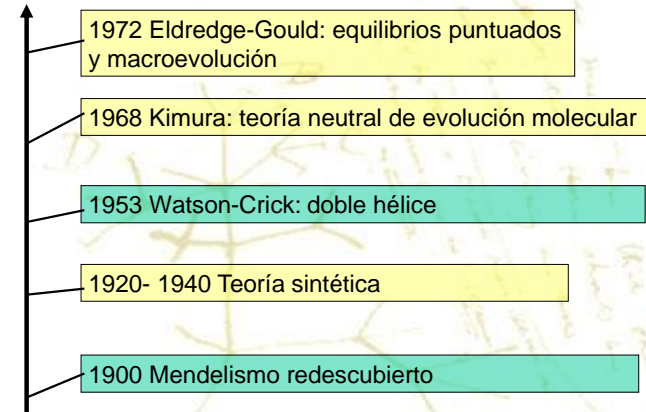 1972 Eldredge-Gould: equilibrios puntuados
y macroevolución
1968 Kimura: teoría neutral de evolución molecular
1953 Watson-Crick: doble hélice
1920- 1940 Teoría sintética
1900 Mendelismo redescubierto